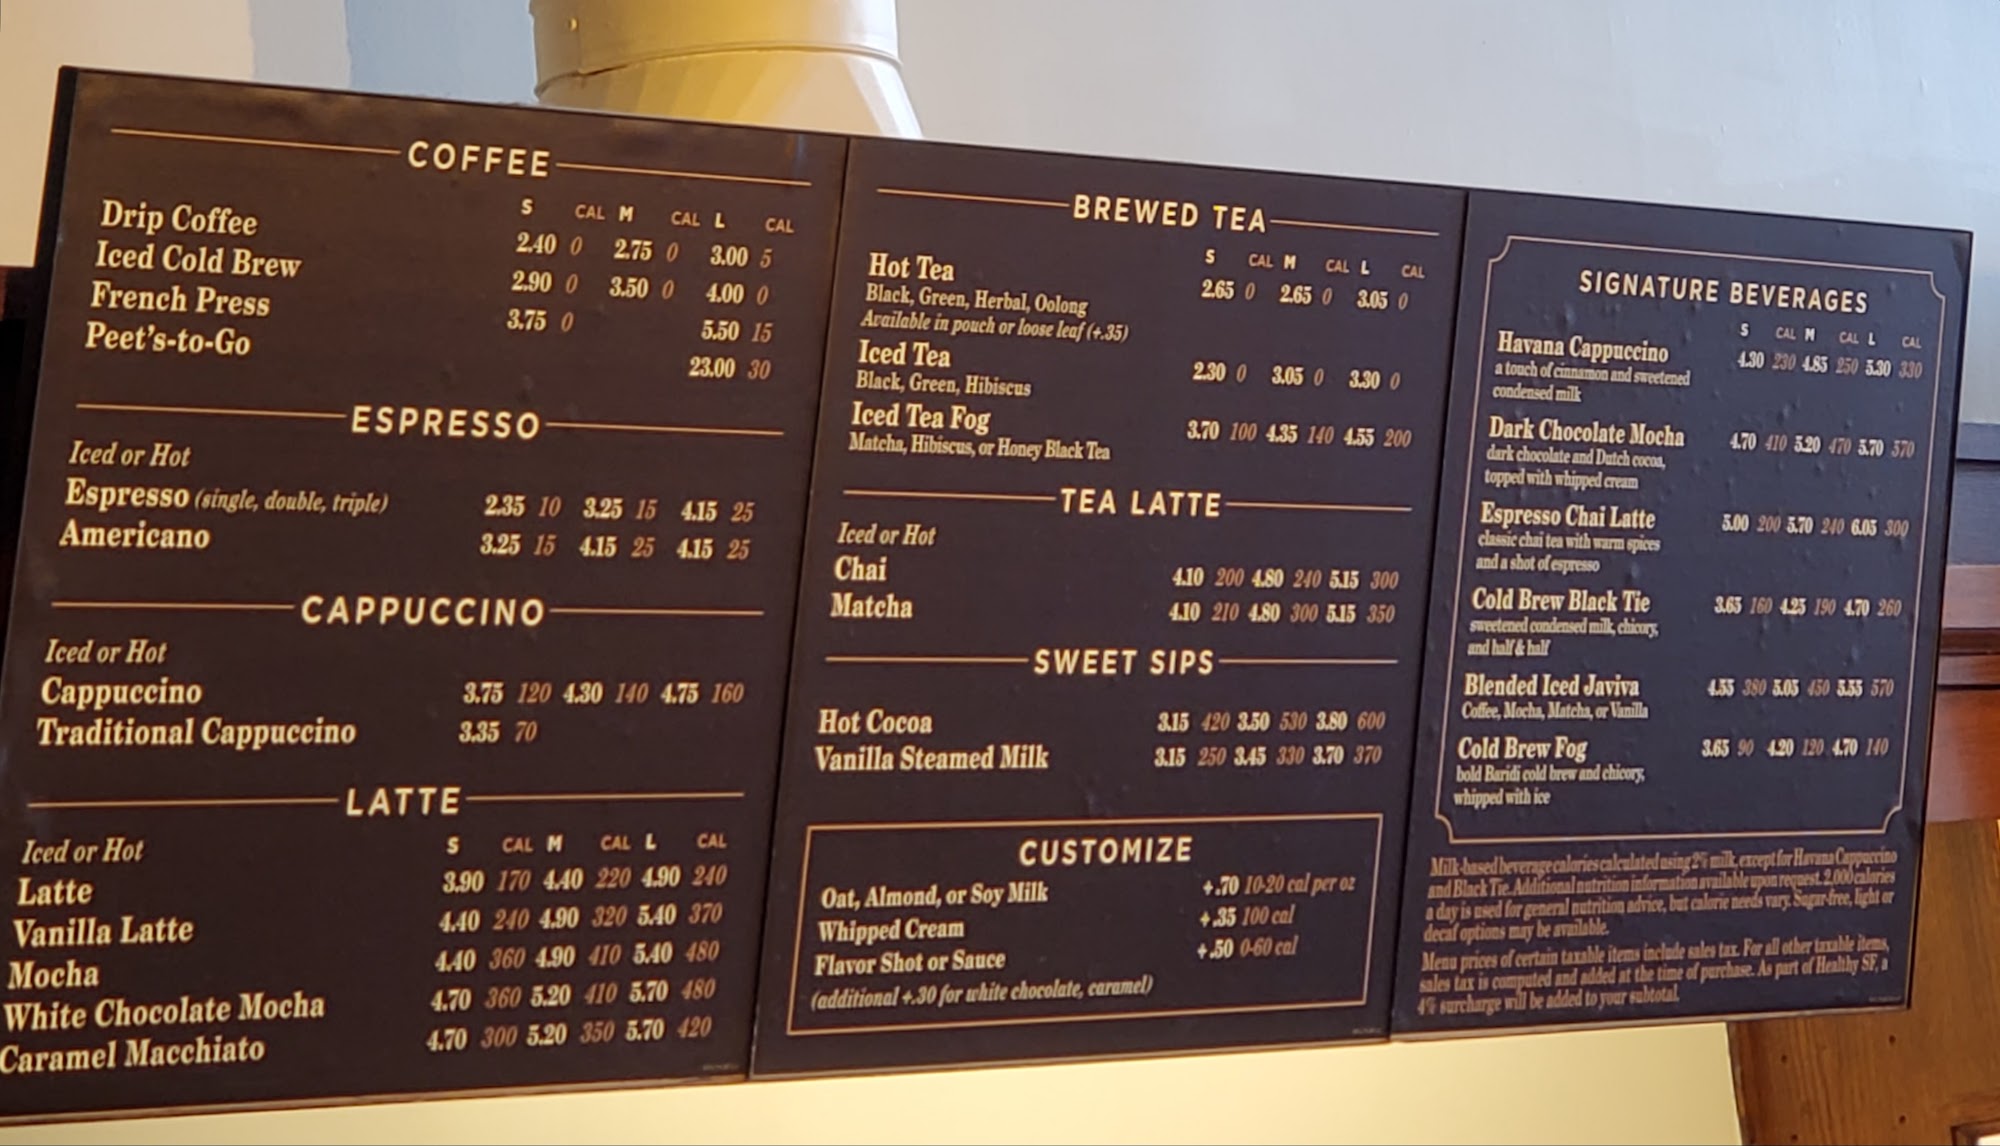 COFFEE
S CAL M CAL L CAL
Drip Coffee 2.40 0 2.75 0 3.00 5
Iced Cold Brew 2.90 0 3.50 0 4.00 0
French Press 3.75 0 5.50 15
Peet's-to-Go 23.00 30
ESPRESSO
Iced or Hot
Espresso (single, double, triple) 2.35 10 3.25 15 4.15 25
Americano 3.25 15 4.15 25 4.15 25
CAPPUCCINO
Iced or Hot
Cappuccino 3.75 120 4.30 140 4.75 160
Traditional Cappuccino 3.35 70
LATTE
Iced or Hot S CAL M CAL L CAL
Latte 3.90 170 4.40 220 4.90 240
Vanilla Latte 4.40 240 4.90 320 5.40 370
Mocha 4.40 360 4.90 410 5.40 480
White Chocolate Mocha 4.70 360 5.20 410 5.70 480
Caramel Macchiato 4.70 300 5.20 350 5.70 420
BREWED TEA
S CAL M CAL L CAL
Hot Tea 2.65 0 2.65 0 3.05 0
Black, Green, Herbal, Oolong
Available in pouch or loose leaf (+.35)
Iced Tea 2.30 0 3.05 0 3.30 0
Black, Green, Hibiscus
Iced Tea Fog 3.70 100 4.35 140 4.55 200
Matcha, Hibiscus, or Honey Black Tea
TEA LATTE
Iced or Hot
Chai 4.10 200 4.80 240 5.15 300
Matcha 4.10 210 4.80 300 5.15 350
SWEET SIPS
Hot Cocoa 3.15 420 3.50 530 3.80 600
Vanilla Steamed Milk 3.15 250 3.45 330 3.70 370
CUSTOMIZE
Oat, Almond, or Soy Milk +.70 10-20 cal per oz
Whipped Cream +.35 100 cal
Flavor Shot or Sauce +.50 0-60 cal
(additional +.30 for white chocolate, caramel)
SIGNATURE BEVERAGES
S CAL M CAL L CAL
Havana Cappuccino 4.30 230 4.85 250 5.30 330
a touch of cinnamon and sweetened
condensed milk
Dark Chocolate Mocha 4.70 410 5.20 470 5.70 570
dark chocolate and Dutch cocoa,
topped with whipped cream
Espresso Chai Latte 5.00 200 5.70 240 6.05 300
classic chai tea with warm spices
and a shot of espresso
Cold Brew Black Tie 3.65 160 4.25 190 4.70 260
sweetened condensed milk, chicory,
and half & half
Blended Iced Javiva 4.55 380 5.05 450 5.55 570
Coffee, Mocha, Matcha, or Vanilla
Cold Brew Fog 3.65 90 4.20 120 4.70 140
bold Baridi cold brew and chicory,
whipped with ice
Milk-based beverage calories calculated using 2% milk, except for Havana Cappuccino
and Black Tie. Additional nutrition information available upon request. 2,000 calories
a day is used for general nutrition advice, but calorie needs vary. Sugar-free, light or
decaf options may be available.
Menu prices of certain taxable items include sales tax. For all other taxable items,
sales tax is computed and added at the time of purchase. As part of Healthy SF, a
4% surcharge will be added to your subtotal.